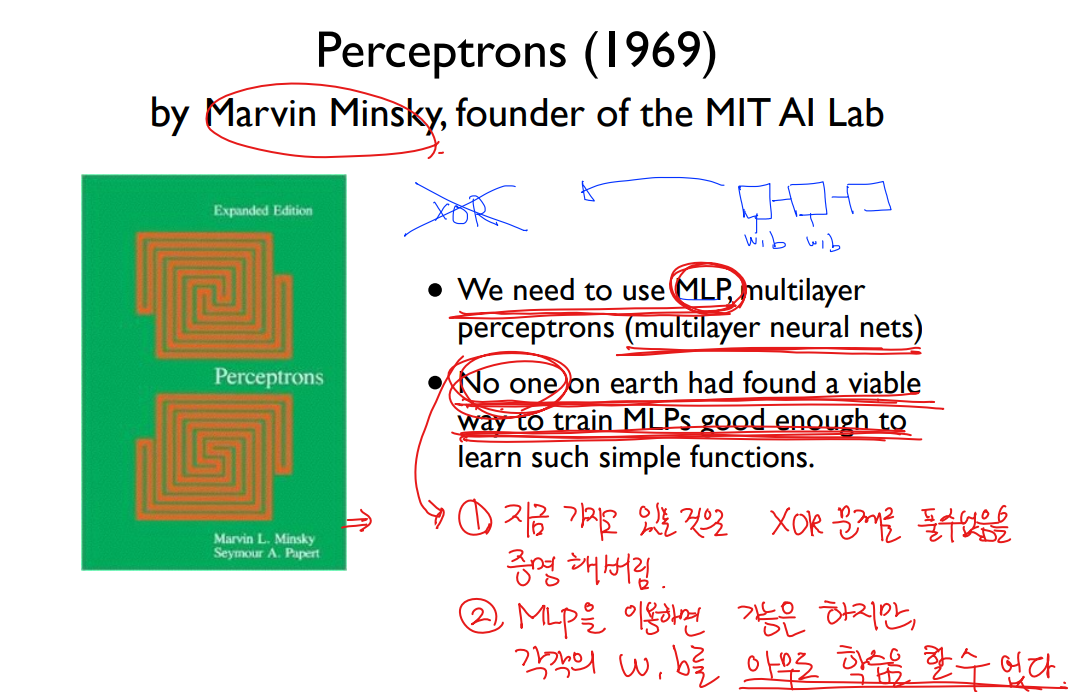 Perceptrons (1969)
by Marvin Minsky, founder of the MIT AI Lab
Expanded Edition
Perceptrons
Marvin L. Minsky
Seymour A. Papert
XOR
w,b w,b
• We need to use MLP, multilayer
perceptrons (multilayer neural nets)
• No one on earth had found a viable
way to train MLPs good enough to
learn such simple functions.
① 지금 가지고 있는 것으로 XOR 문제를 풀수없음을
증명 해버림.
② MLP을 이용하면 가능은 하지만,
각각의 w, b를 아무도 학습을 할 수 없다.